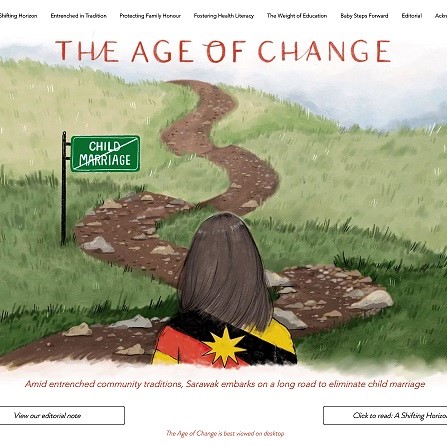 Shifting Horizon Entrenched in Tradition Protecting Family Honour Fostering Health Literacy The Weight of Education Baby Steps Forward Editorial
THE AGE OF CHANGE
CHILD
MARRIAGE
Amid entrenched community traditions, Sarawak embarks on a long road to eliminate child marriage
View our editorial note
Click to read: A Shifting
The Age of Change is best viewed on desktop